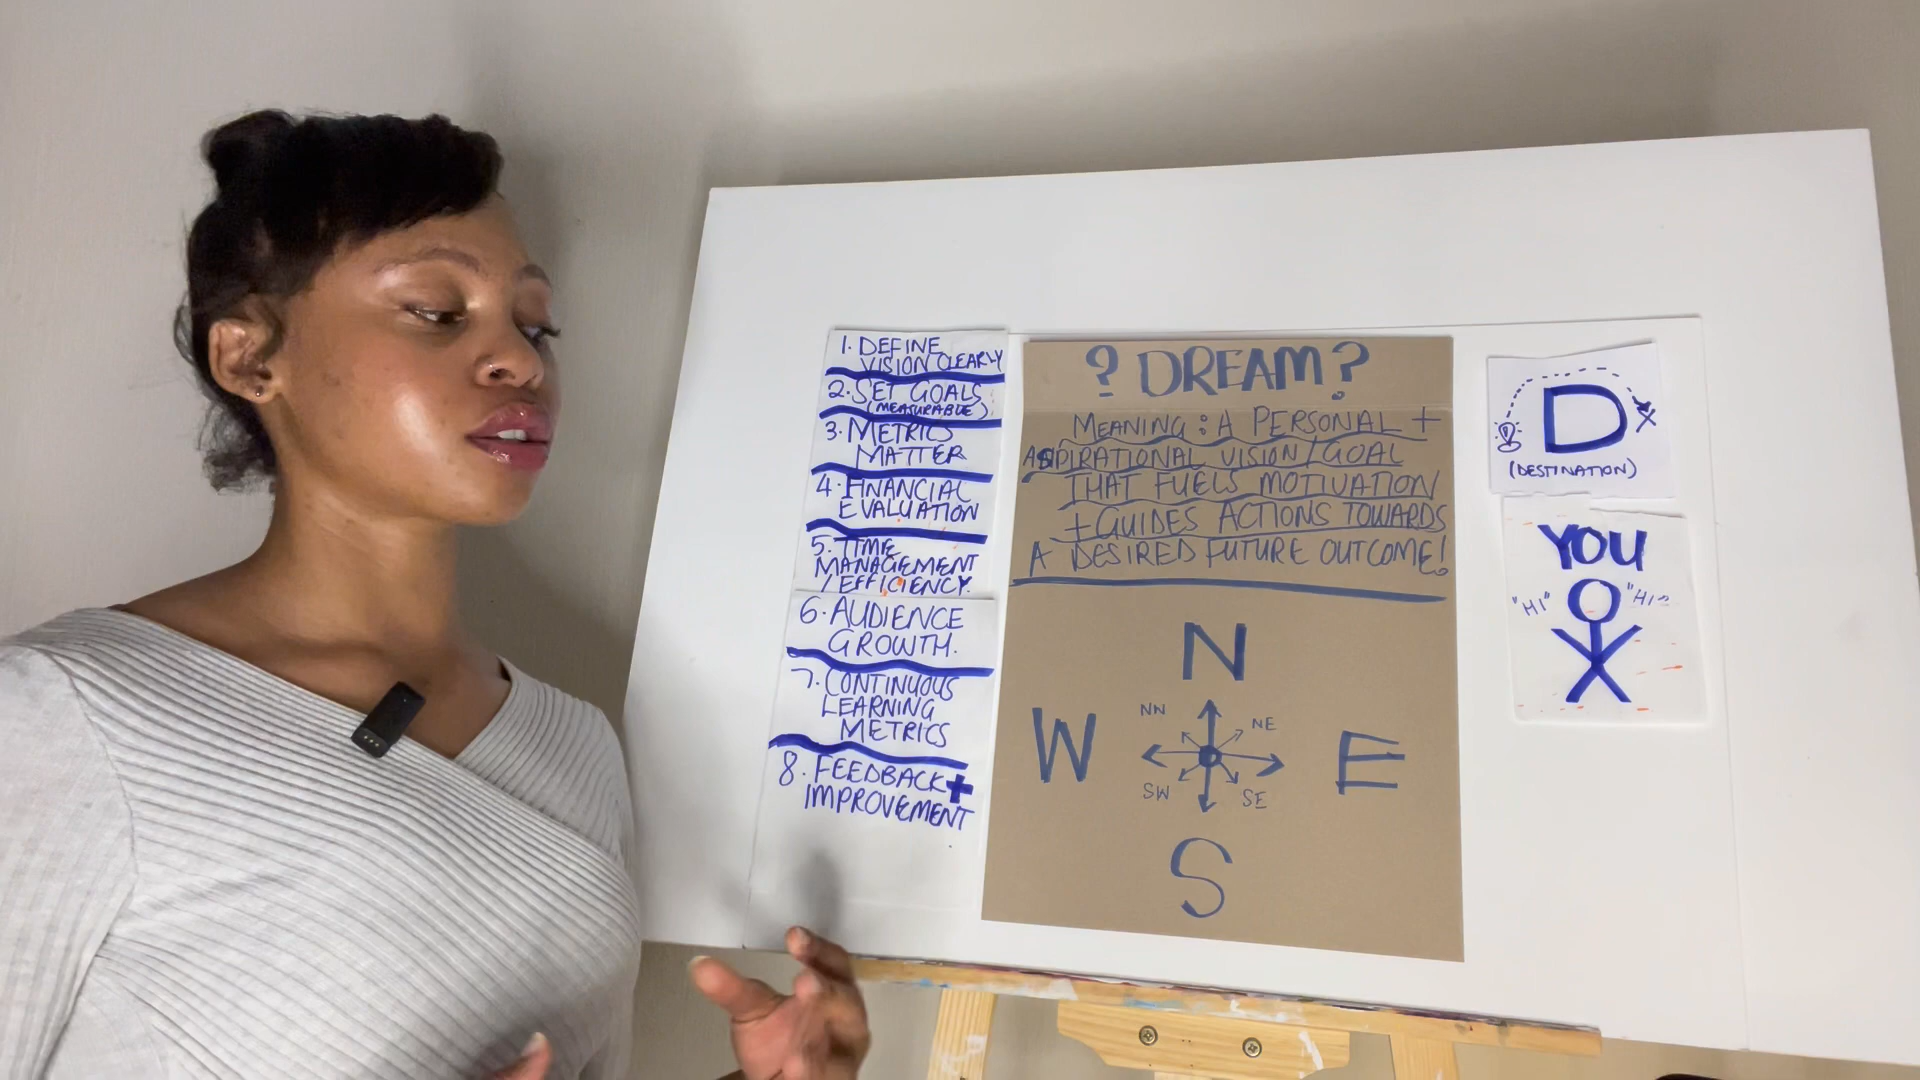 1. DEFINE
VISION CLEARLY
2. SET GOALS
(MEASURABLE)
3. METRICS
MATTER
4. FINANCIAL
EVALUATION
5. TIME
MANAGEMENT
/ EFFICIENCY.
6. AUDIENCE
GROWTH.
7. CONTINUOUS
LEARNING
METRICS
8. FEEDBACK +
IMPROVEMENT
? DREAM?
MEANING: A PERSONAL +
ASPIRATIONAL VISION/GOAL
THAT FUELS MOTIVATION
+ GUIDES ACTIONS TOWARDS
A DESIRED FUTURE OUTCOME!
N
NW
NE
W
E
SW
SE
S
D
X
(DESTINATION)
YOU
"HI"
"HI"